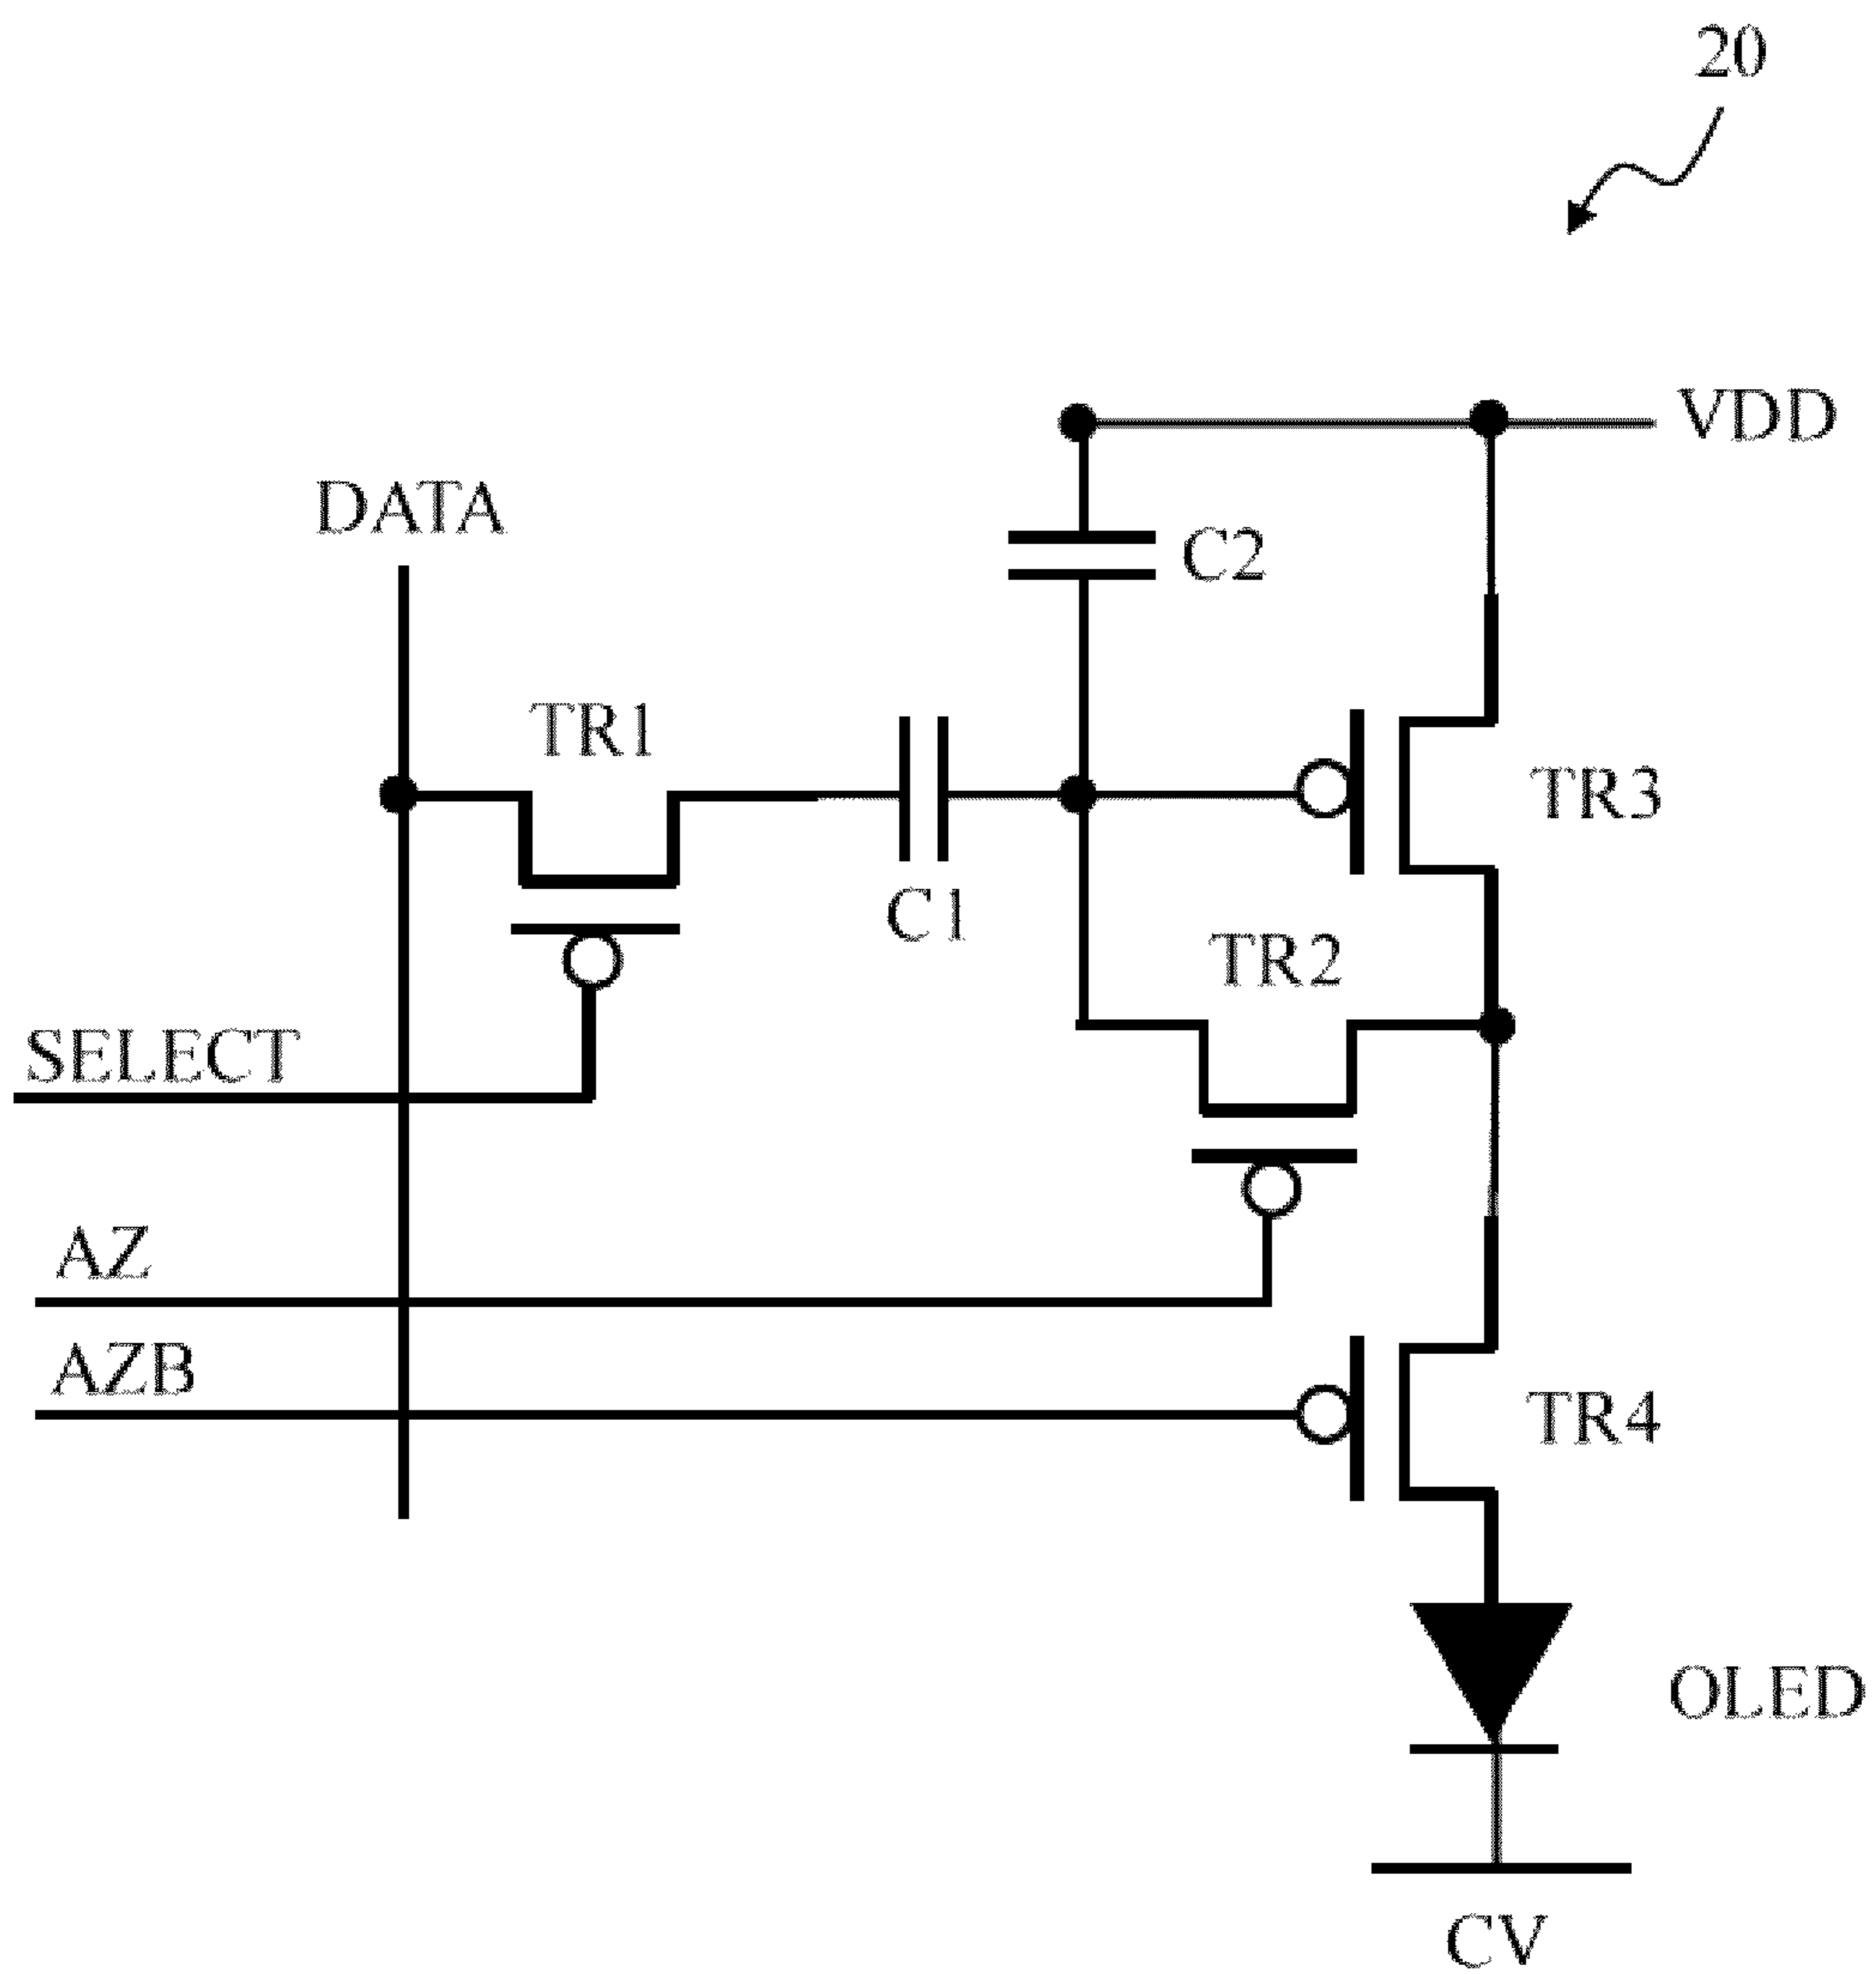 20
VDD
DATA
C2
TR1
TR3
C1
TR2
SELECT
AZ
AZB
TR4
OLED
CV